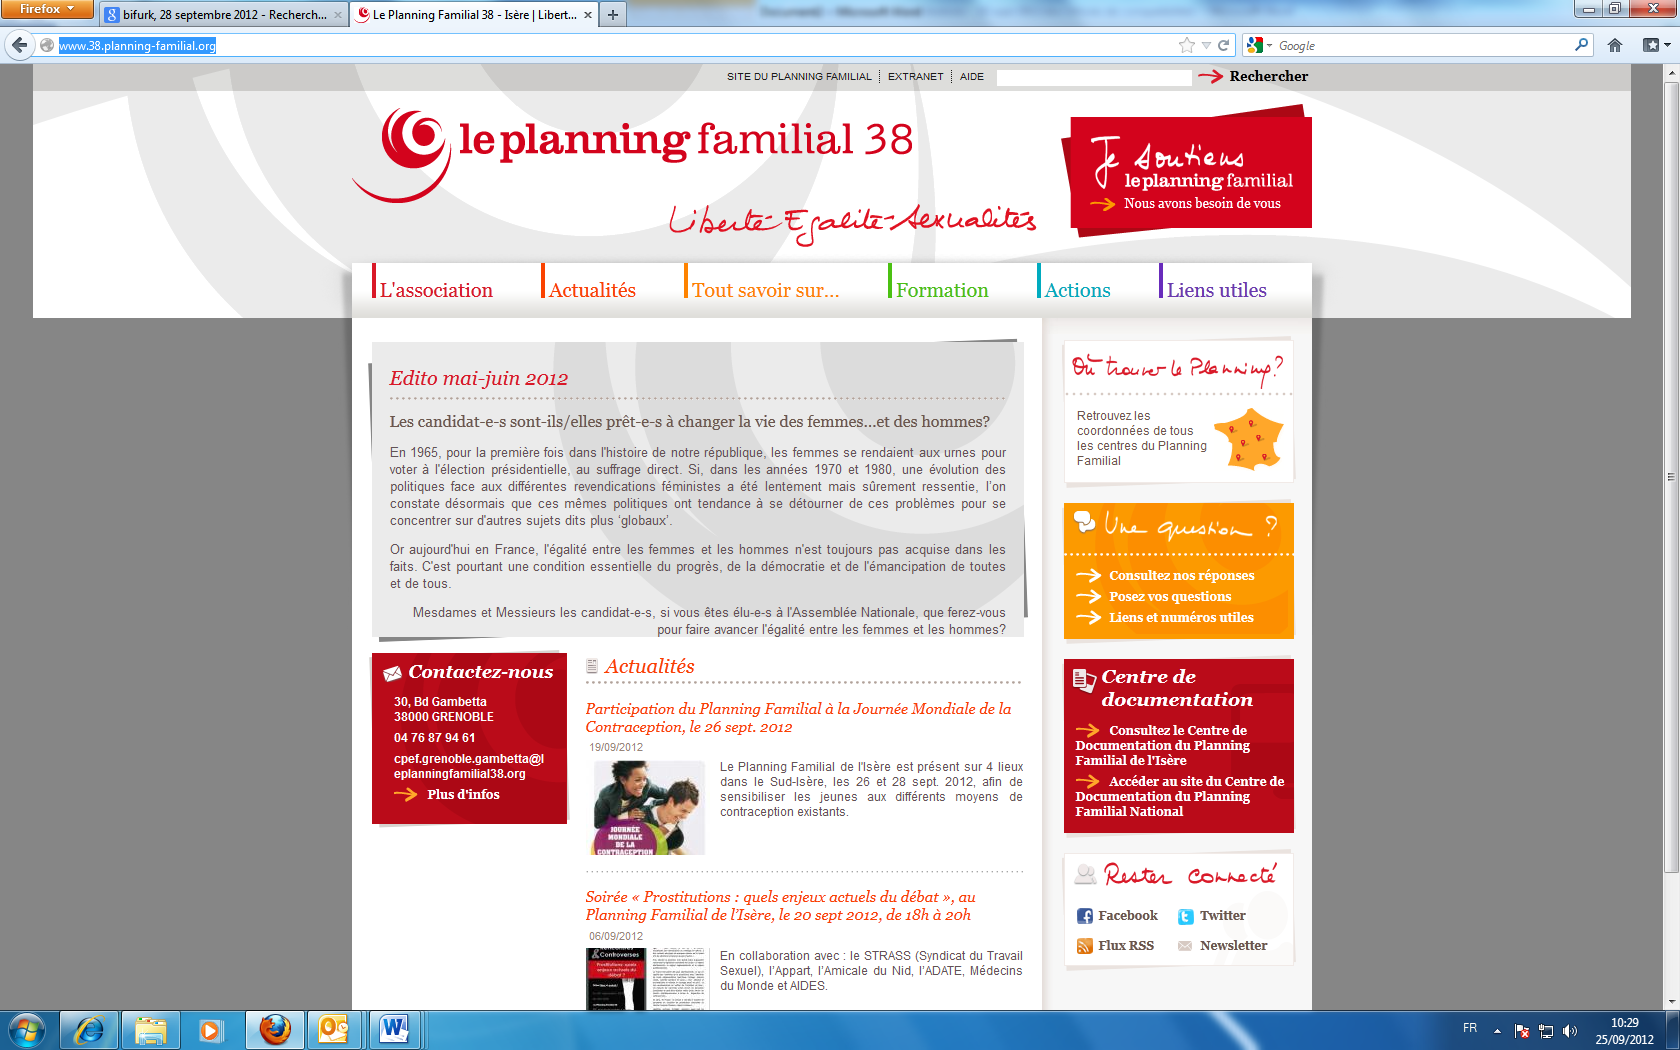 Firefox
bifurk, 28 septembre 2012 - Recherch...
Le Planning Familial 38 - Isère | Libert...
www.38.planning-familial.org
Google
SITE DU PLANNING FAMILIAL
EXTRANET
AIDE
Rechercher
le planning familial 38
Liberté-Egalité-Sexualités
Je soutiens
le planning familial
Nous avons besoin de vous
L'association
Actualités
Tout savoir sur...
Formation
Actions
Liens utiles
Edito mai-juin 2012
Les candidat-e-s sont-ils/elles prêt-e-s à changer la vie des femmes...et des hommes?
En 1965, pour la première fois dans l'histoire de notre république, les femmes se rendaient aux urnes pour
voter à l'élection présidentielle, au suffrage direct. Si, dans les années 1970 et 1980, une évolution des
politiques face aux différentes revendications féministes a été lentement mais sûrement ressentie, l'on
constate désormais que ces mêmes politiques ont tendance à se détourner de ces problèmes pour se
concentrer sur d'autres sujets dits plus ‘globaux’.
Or aujourd'hui en France, l'égalité entre les femmes et les hommes n'est toujours pas acquise dans les
faits. C'est pourtant une condition essentielle du progrès, de la démocratie et de l'émancipation de toutes
et de tous.
Mesdames et Messieurs les candidat-e-s, si vous êtes élu-e-s à l'Assemblée Nationale, que ferez-vous
pour faire avancer l'égalité entre les femmes et les hommes?
Contactez-nous
30, Bd Gambetta
38000 GRENOBLE
04 76 87 94 61
cpef.grenoble.gambetta@l
eplanningfamilial38.org
Plus d'infos
Actualités
Participation du Planning Familial à la Journée Mondiale de la
Contraception, le 26 sept. 2012
19/09/2012
Le Planning Familial de l'Isère est présent sur 4 lieux
dans le Sud-Isère, les 26 et 28 sept. 2012, afin de
sensibiliser les jeunes aux différents moyens de
contraception existants.
JOURNÉE
MONDIALE
DE LA
CONTRACEPTION
Soirée « Prostitutions : quels enjeux actuels du débat », au
Planning Familial de l'Isère, le 20 sept 2012, de 18h à 20h
06/09/2012
Controverses
Prostitutions: quels
enjeux actuels du
débat ?
En collaboration avec : le STRASS (Syndicat du Travail
Sexuel), l'Appart, l'Amicale du Nid, l'ADATE, Médecins
du Monde et AIDES.
Où trouver le Planning?
Retrouvez les
coordonnées de tous
les centres du Planning
Familial
Une question ?
Consultez nos réponses
Posez vos questions
Liens et numéros utiles
Centre de
documentation
Consultez le Centre de
Documentation du Planning
Familial de l'Isère
Accéder au site du Centre de
Documentation du Planning
Familial National
Rester connecté
Facebook
Twitter
Flux RSS
Newsletter
FR
10:29
25/09/2012